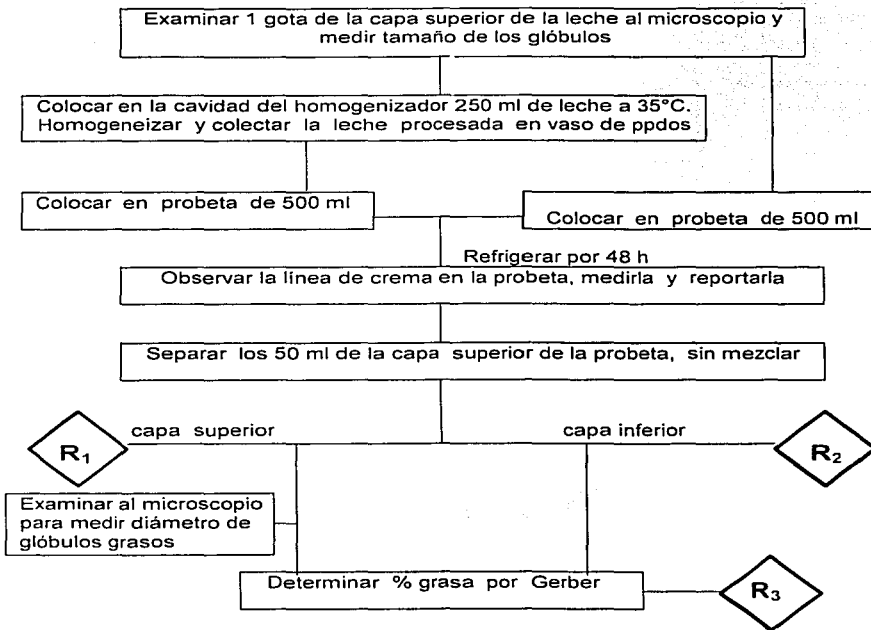 Examinar 1 gota de la capa superior de la leche al microscopio y
medir tamaño de los glóbulos
Colocar en la cavidad del homogenizador 250 ml de leche a 35°C.
Homogeneizar y colectar la leche procesada en vaso de ppdos
Colocar en probeta de 500 ml
Colocar en probeta de 500 ml
Refrigerar por 48 h
Observar la línea de crema en la probeta, medirla y reportarla
Separar los 50 ml de la capa superior de la probeta, sin mezclar
capa superior
capa inferior
R₁
R₂
Examinar al microscopio
para medir diámetro de
glóbulos grasos
Determinar % grasa por Gerber
R₃